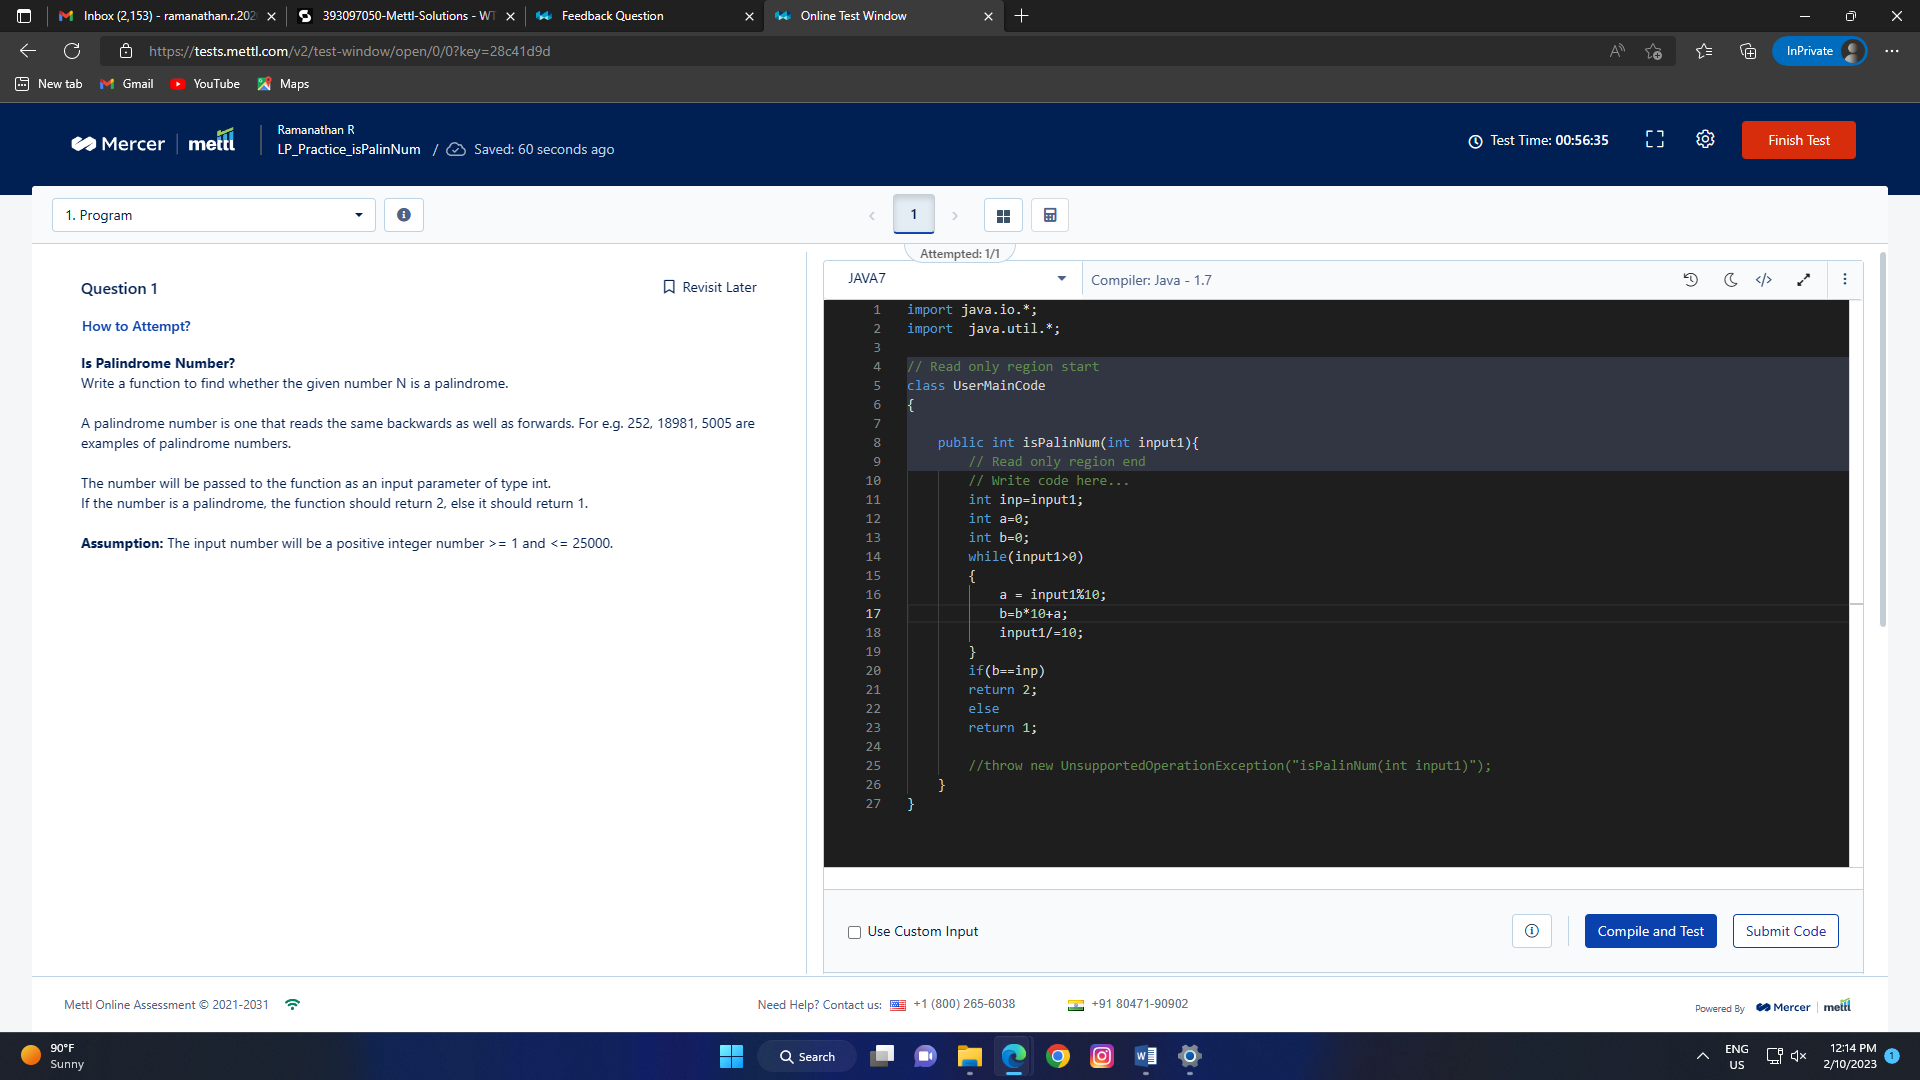 Inbox (2,153) - ramanathan.r.202
393097050-Mettl-Solutions - WT
Feedback Question
Online Test Window
https://tests.mettl.com/v2/test-window/open/0/0?key=28c41d9d
InPrivate
New tab
Gmail
YouTube
Maps
Mercer
mettl
Ramanathan R
LP_Practice_isPalinNum / Saved: 60 seconds ago
Test Time: 00:56:35
Finish Test
1. Program
1
Attempted: 1/1
Question 1
Revisit Later
How to Attempt?
Is Palindrome Number?
Write a function to find whether the given number N is a palindrome.
A palindrome number is one that reads the same backwards as well as forwards. For e.g. 252, 18981, 5005 are
examples of palindrome numbers.
The number will be passed to the function as an input parameter of type int.
If the number is a palindrome, the function should return 2, else it should return 1.
Assumption: The input number will be a positive integer number >= 1 and <= 25000.
JAVA7
Compiler: Java - 1.7
1 import java.io.*;
2 import  java.util.*;
3
4 // Read only region start
5 class UserMainCode
6 {
7
8     public int isPalinNum(int input1){
9         // Read only region end
10         // Write code here...
11         int inp=input1;
12         int a=0;
13         int b=0;
14         while(input1>0)
15         {
16             a = input1%10;
17             b=b*10+a;
18             input1/=10;
19         }
20         if(b==inp)
21         return 2;
22         else
23         return 1;
24
25         //throw new UnsupportedOperationException("isPalinNum(int input1)");
26     }
27 }
Use Custom Input
Compile and Test
Submit Code
Mettl Online Assessment © 2021-2031
Need Help? Contact us: +1 (800) 265-6038
+91 80471-90902
Powered By Mercer mettl
90°F
Sunny
Search
ENG
US
12:14 PM
2/10/2023
1